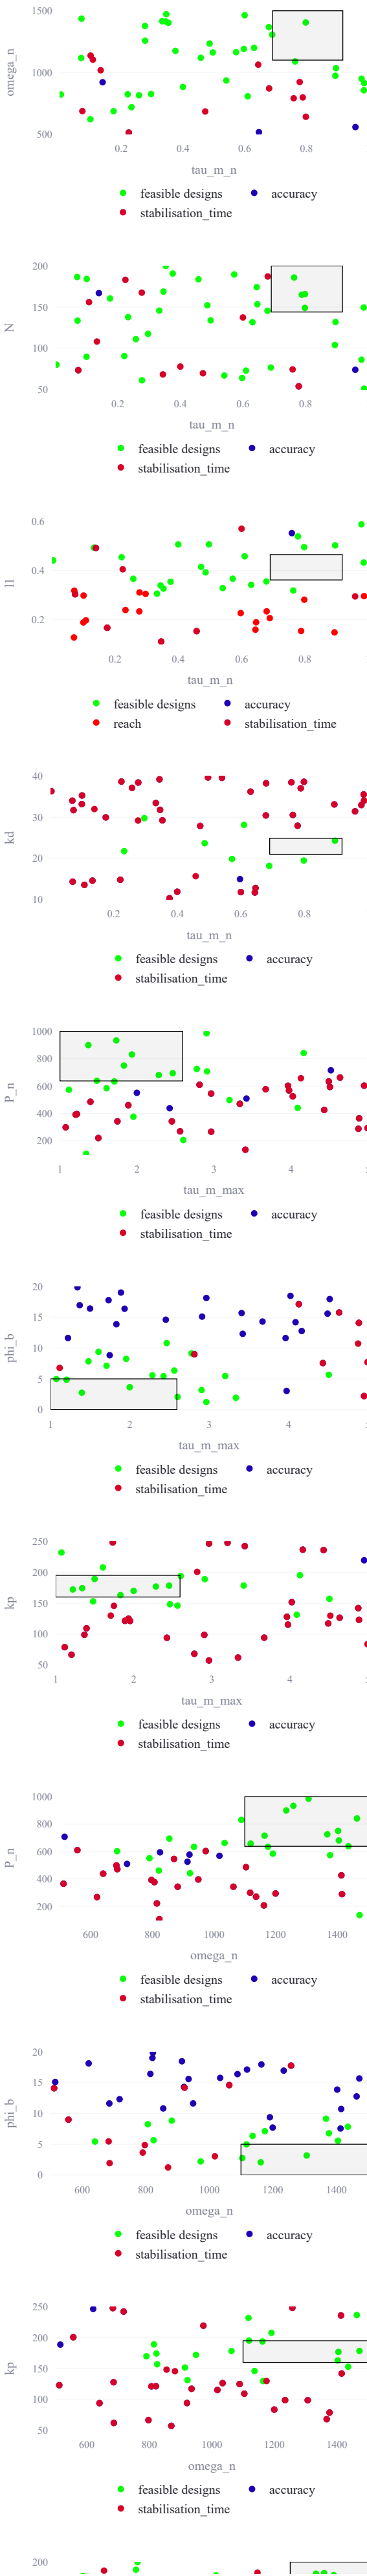 1500
1000
500
omega_n
0.2 0.4 0.6 0.8
tau_m_n
feasible designs accuracy
stabilisation_time
200
150
100
50
N
0.2 0.4 0.6 0.8
tau_m_n
feasible designs accuracy
stabilisation_time
0.6
0.4
0.2
ll
0.2 0.4 0.6 0.8
tau_m_n
feasible designs accuracy
reach stabilisation_time
40
30
20
10
kd
0.2 0.4 0.6 0.8
tau_m_n
feasible designs accuracy
stabilisation_time
1000
800
600
400
200
P_n
1 2 3 4
tau_m_max
feasible designs accuracy
stabilisation_time
20
15
10
5
0
phi_b
1 2 3 4
tau_m_max
feasible designs accuracy
stabilisation_time
250
200
150
100
50
kp
1 2 3 4
tau_m_max
feasible designs accuracy
stabilisation_time
1000
800
600
400
200
P_n
600 800 1000 1200 1400
omega_n
feasible designs accuracy
stabilisation_time
20
15
10
5
0
phi_b
600 800 1000 1200 1400
omega_n
feasible designs accuracy
stabilisation_time
250
200
150
100
50
kp
600 800 1000 1200 1400
omega_n
feasible designs accuracy
stabilisation_time
200